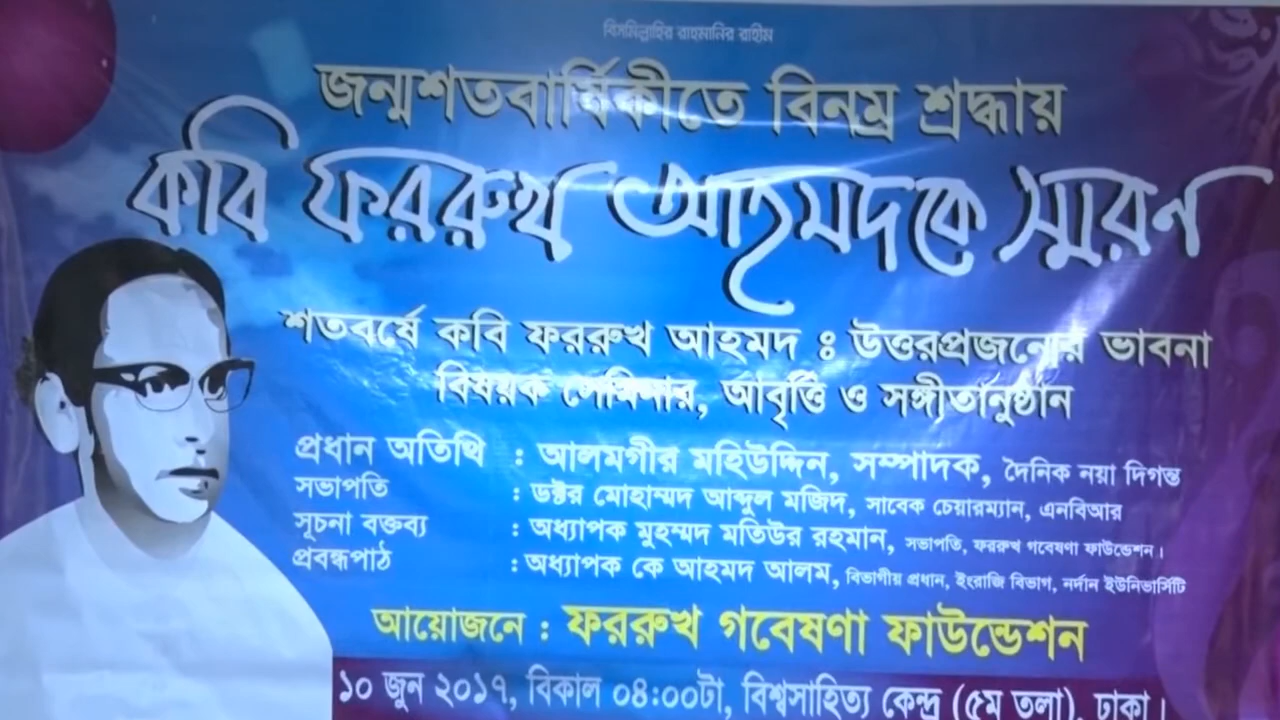 বিসমিল্লাহির রাহমানির রাহীম
জন্মশতবার্ষিকীতে বিনম্র শ্রদ্ধায়
কবি ফররুখ আহমদকে স্মরণ
শতবর্ষে কবি ফররুখ আহমদ : উত্তরপ্রজন্মের ভাবনা
বিষয়ক সেমিনার, আবৃত্তি ও সঙ্গীতানুষ্ঠান
প্রধান অতিথি : আলমগীর মহিউদ্দিন, সম্পাদক, দৈনিক নয়া দিগন্ত
সভাপতি : ডক্টর মোহাম্মদ আব্দুল মজিদ, সাবেক চেয়ারম্যান, এনবিআর
সূচনা বক্তব্য : অধ্যাপক মুহম্মদ মতিউর রহমান, সভাপতি, ফররুখ গবেষণা ফাউন্ডেশন।
প্রবন্ধপাঠ : অধ্যাপক কে আহমদ আলম, বিভাগীয় প্রধান, ইংরাজি বিভাগ, নর্দান ইউনিভার্সিটি
আয়োজনে : ফররুখ গবেষণা ফাউন্ডেশন
১০ জুন ২০১৭, বিকাল ০৪:০০টা, বিশ্বসাহিত্য কেন্দ্র (৫ম তলা), ঢাকা।